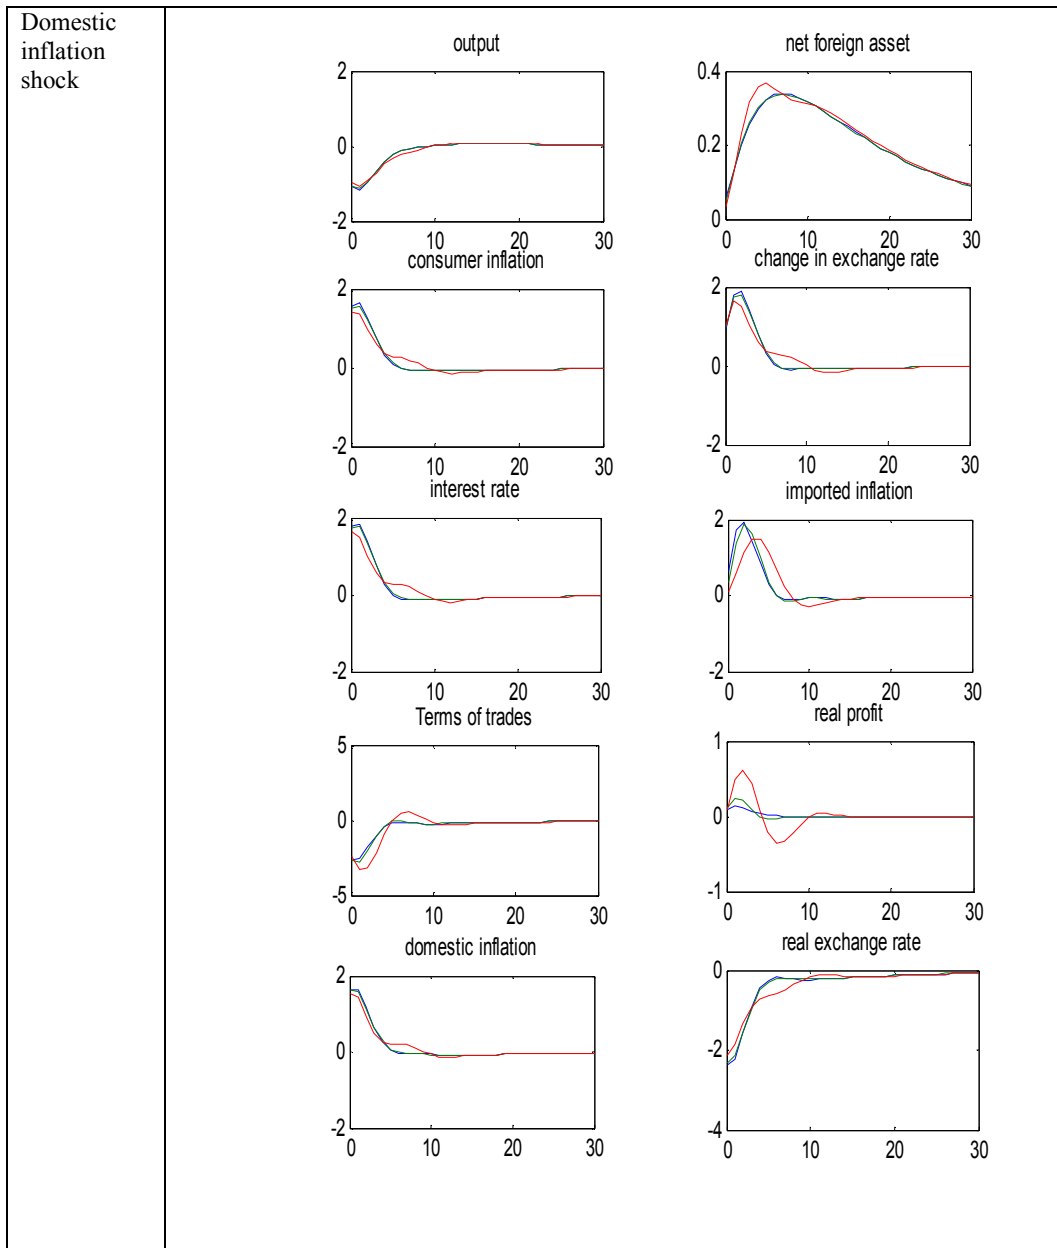 Domestic
inflation
shock
output
2
0
-2
0 10 20 30
net foreign asset
0.4
0.2
0
0 10 20 30
consumer inflation
2
0
-2
0 10 20 30
change in exchange rate
2
0
-2
0 10 20 30
interest rate
2
0
-2
0 10 20 30
imported inflation
2
0
-2
0 10 20 30
Terms of trades
5
0
-5
0 10 20 30
real profit
1
0
-1
0 10 20 30
domestic inflation
2
0
-2
0 10 20 30
real exchange rate
0
-2
-4
0 10 20 30